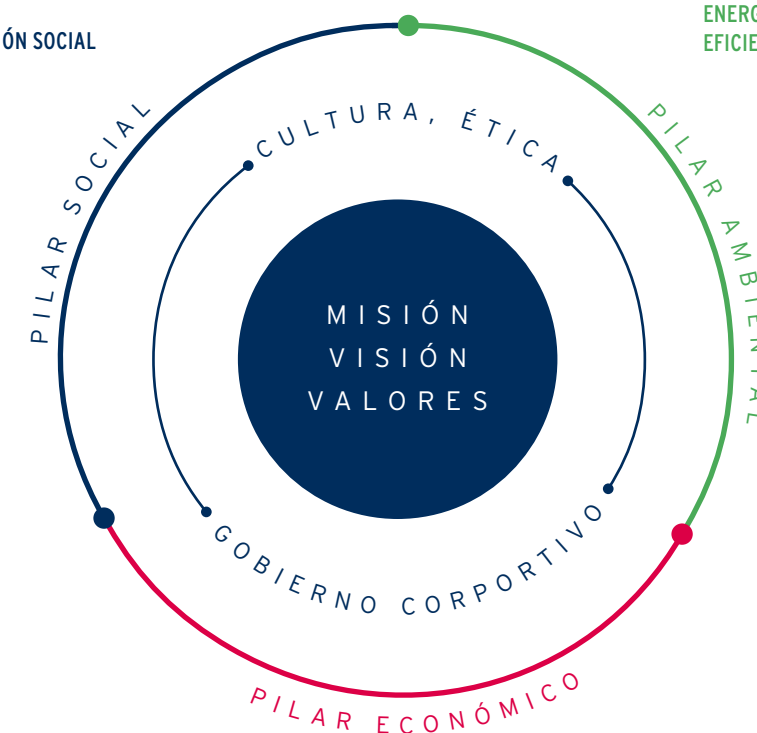 ÓN SOCIAL
ENERG
EFICIE
PILAR SOCIAL
CULTURA, ÉTICA
PILAR AMBIENTAL
MISIÓN
VISIÓN
VALORES
GOBIERNO CORPORTIVO
PILAR ECONÓMICO